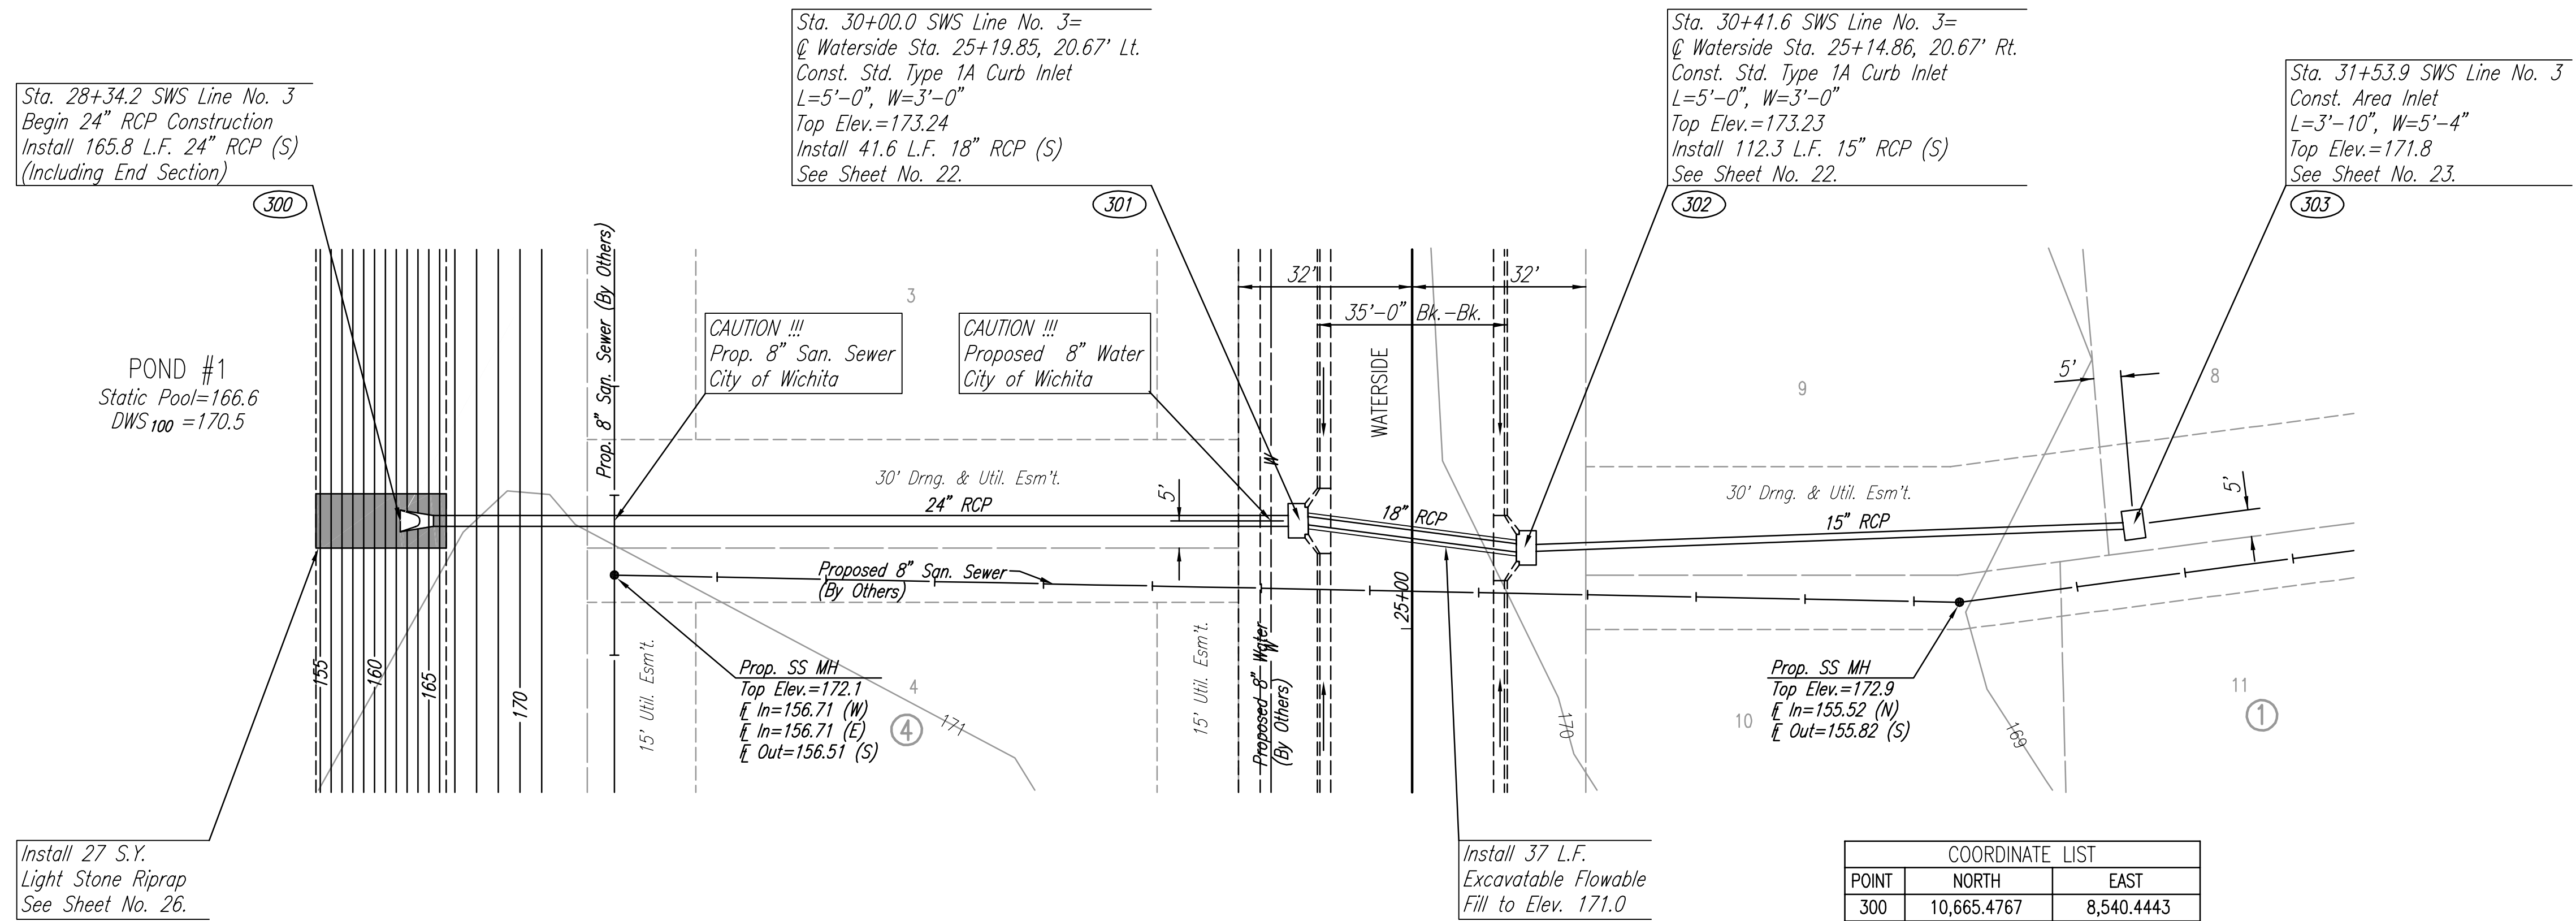 Sta. 28+34.2 SWS Line No. 3
Begin 24" RCP Construction
Install 165.8 L.F. 24" RCP (S)
(Including End Section)
300
Sta. 30+00.0 SWS Line No. 3=
℄ Waterside Sta. 25+19.85, 20.67' Lt.
Const. Std. Type 1A Curb Inlet
L=5'-0", W=3'-0"
Top Elev.=173.24
Install 41.6 L.F. 18" RCP (S)
See Sheet No. 22.
301
Sta. 30+41.6 SWS Line No. 3=
℄ Waterside Sta. 25+14.86, 20.67' Rt.
Const. Std. Type 1A Curb Inlet
L=5'-0", W=3'-0"
Top Elev.=173.23
Install 112.3 L.F. 15" RCP (S)
See Sheet No. 22.
302
Sta. 31+53.9 SWS Line No. 3
Const. Area Inlet
L=3'-10", W=5'-4"
Top Elev.=171.8
See Sheet No. 23.
303
POND #1
Static Pool=166.6
DWS100 =170.5
Prop. 8" San. Sewer (By Others)
CAUTION !!!
Prop. 8" San. Sewer
City of Wichita
3
CAUTION !!!
Proposed 8" Water
City of Wichita
32'
32'
35'-0" Bk.-Bk.
WATERSIDE
9
5'
8
30' Drng. & Util. Esm't.
24" RCP
5'
W
18" RCP
30' Drng. & Util. Esm't.
15" RCP
5'
Proposed 8" San. Sewer
(By Others)
25+00
155
160
165
170
15' Util. Esm't.
Prop. SS MH
Top Elev.=172.1
FL In=156.71 (W)
FL In=156.71 (E)
FL Out=156.51 (S)
4
4
171
15' Util. Esm't.
Proposed 8" Water
(By Others)
W
170
Prop. SS MH
Top Elev.=172.9
FL In=155.52 (N)
FL Out=155.82 (S)
10
169
11
1
Install 27 S.Y.
Light Stone Riprap
See Sheet No. 26.
Install 37 L.F.
Excavatable Flowable
Fill to Elev. 171.0
COORDINATE LIST
POINT NORTH EAST
300 10,665.4767 8,540.4443